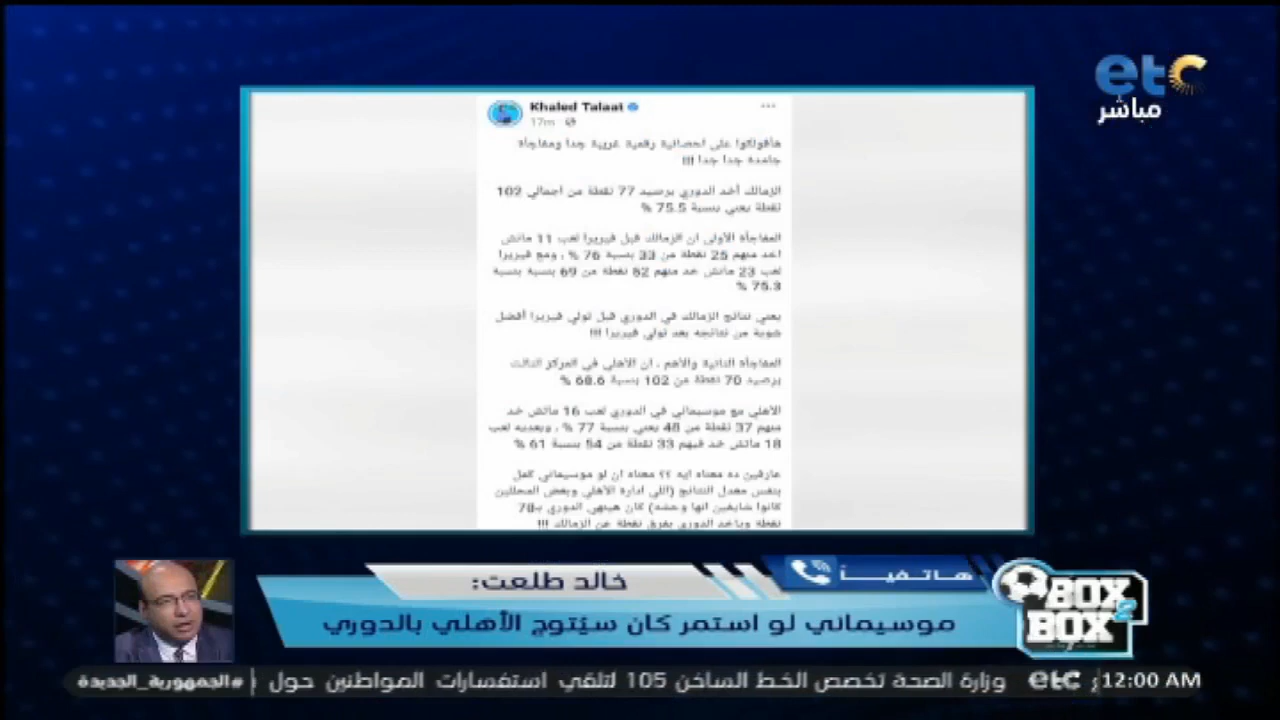 etc
مباشر
Khaled Talaat
17m
هأقولكوا على احصائية رقمية غريبة جدا ومفاجأة
جامدة جدا جدا !!!
الزمالك أخد الدوري برصيد 77 نقطة من اجمالي 102
نقطة يعني بنسبة 75.5 %
المفاجأة الأولى ان الزمالك قبل فيريرا لعب 11 ماتش
اخد منهم 25 نقطة من 33 بنسبة 76 % ، ومع فيريرا
لعب 23 ماتش خد منهم 52 نقطة من 69 نقطة بنسبة بنسبة
75.3 %
يعني نتائج الزمالك في الدوري قبل تولي فيريرا أفضل
شوية من نتائجه بعد تولي فيريرا !!!
المفاجأة التانية والأهم ، ان الأهلي في المركز التالت
برصيد 70 نقطة من 102 بنسبة 68.6 %
الأهلي مع موسيماني في الدوري لعب 16 ماتش خد
منهم 37 نقطة من 48 يعني بنسبة 77 % ، وبعديه لعب
18 ماتش خد فيهم 33 نقطة من 54 بنسبة 61 %
عارفين ده معناه ايه ؟؟ معناه ان لو موسيماني كمل
بنفس معدل النتائج (اللي ادارة الأهلي وبعض المحللين
كانوا شايفين انها وحشه) كان هينهي الدوري بـ78
نقطة وياخد الدوري بفرق نقطة عن الزمالك !!!
هاتفياً
خالد طلعت:
موسيماني لو استمر كان سيُتوج الأهلي بالدوري
BOX 2 BOX
12:00 AM
etc وزارة الصحة تخصص الخط الساخن 105 لتلقي استفسارات المواطنين حول | #الجمهورية_الجديدة